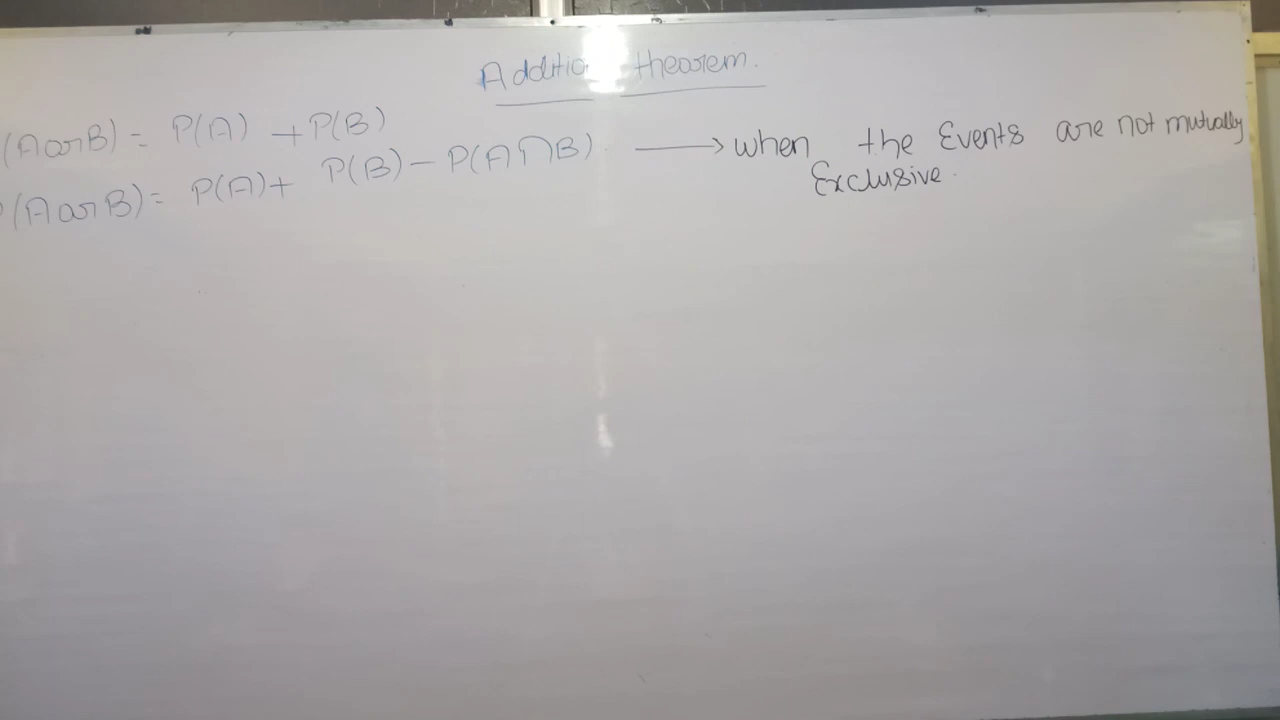 Addition theorem.
(A or B) = P(A) + P(B)
P(A or B) = P(A) + P(B) - P(A∩B). → when the Events are not mutually
Exclusive.